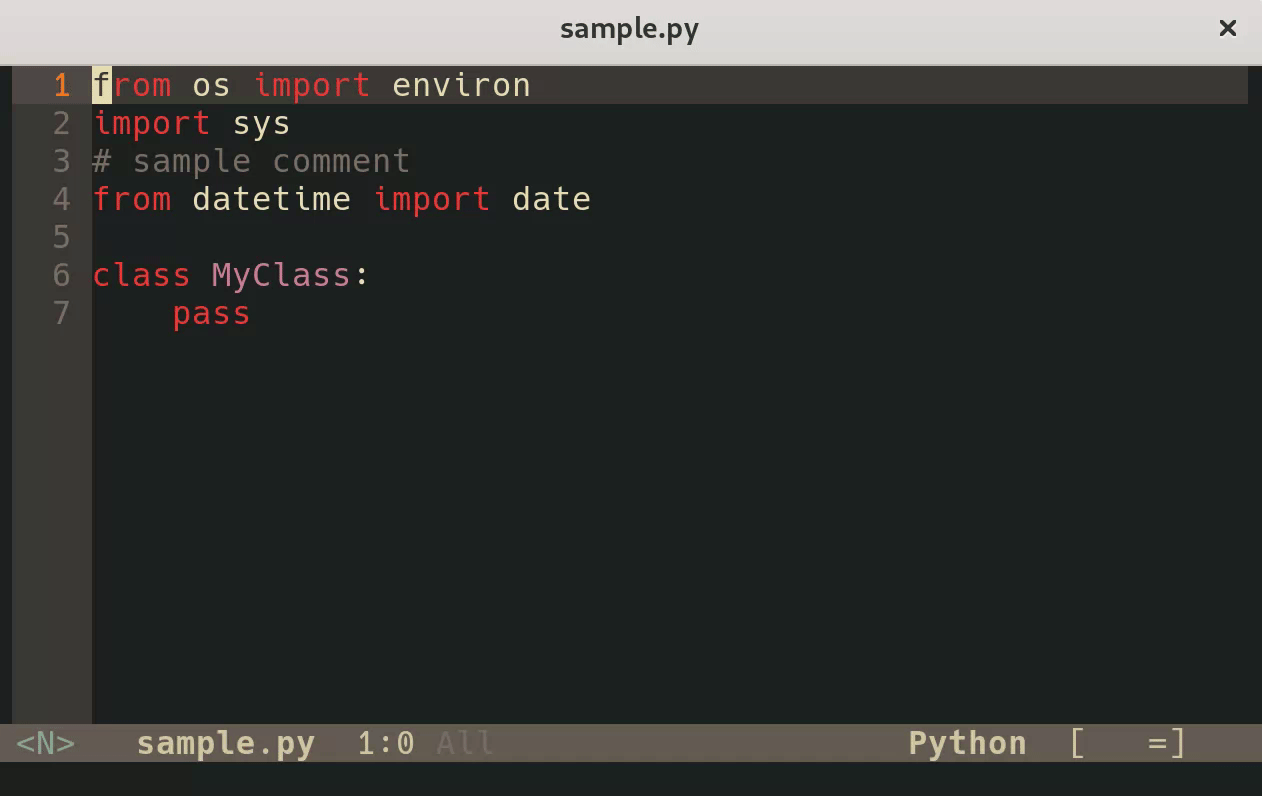 sample.py ×
1 from os import environ
2 import sys
3 # sample comment
4 from datetime import date
5
6 class MyClass:
7     pass
<N> sample.py 1:0 All Python [   =]